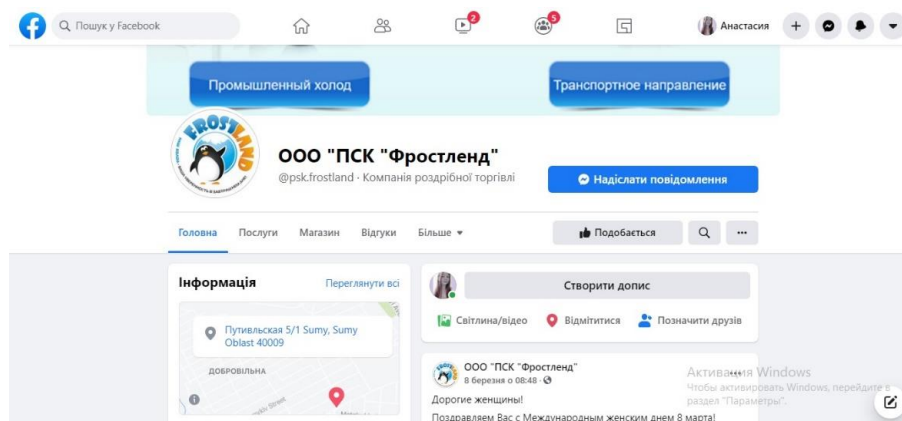 Пошук у Facebook
2
5
Анастасия
Промышленный холод
Транспортное направление
FROSTLAND
ООО "ПСК "Фростленд"
@psk.frostland · Компанія роздрібної торгівлі
Надіслати повідомлення
Головна
Послуги
Магазин
Відгуки
Більше
Подобається
Інформація
Переглянути всі
Путивльская 5/1 Sumy, Sumy
Oblast 40009
ДОБРОВІЛЬНА
Street
Створити допис
Світлина/відео
Відмітитися
Позначити друзів
ООО "ПСК "Фростленд"
8 березня о 08:48 ·
Дорогие женщины!
Поздравляем Вас с Международным женским днем 8 марта!
Активация Windows
Чтобы активировать Windows, перейдите в
раздел "Параметры".